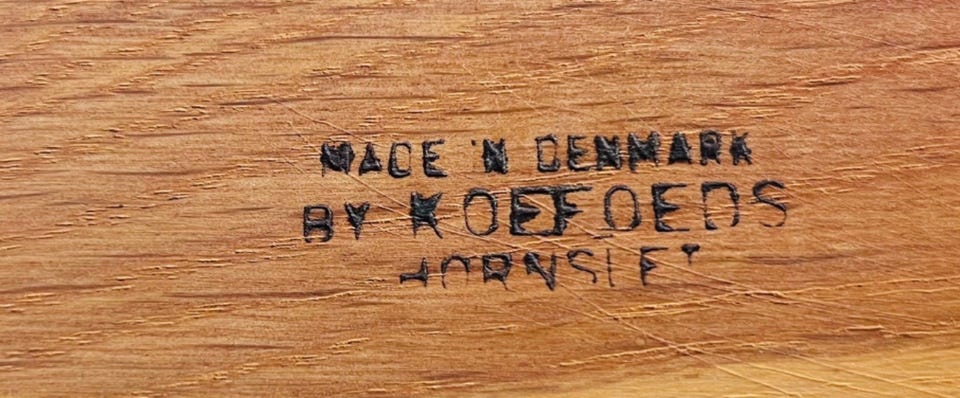 MADE IN DENMARK
BY KOEFOEDS
HORNSLET